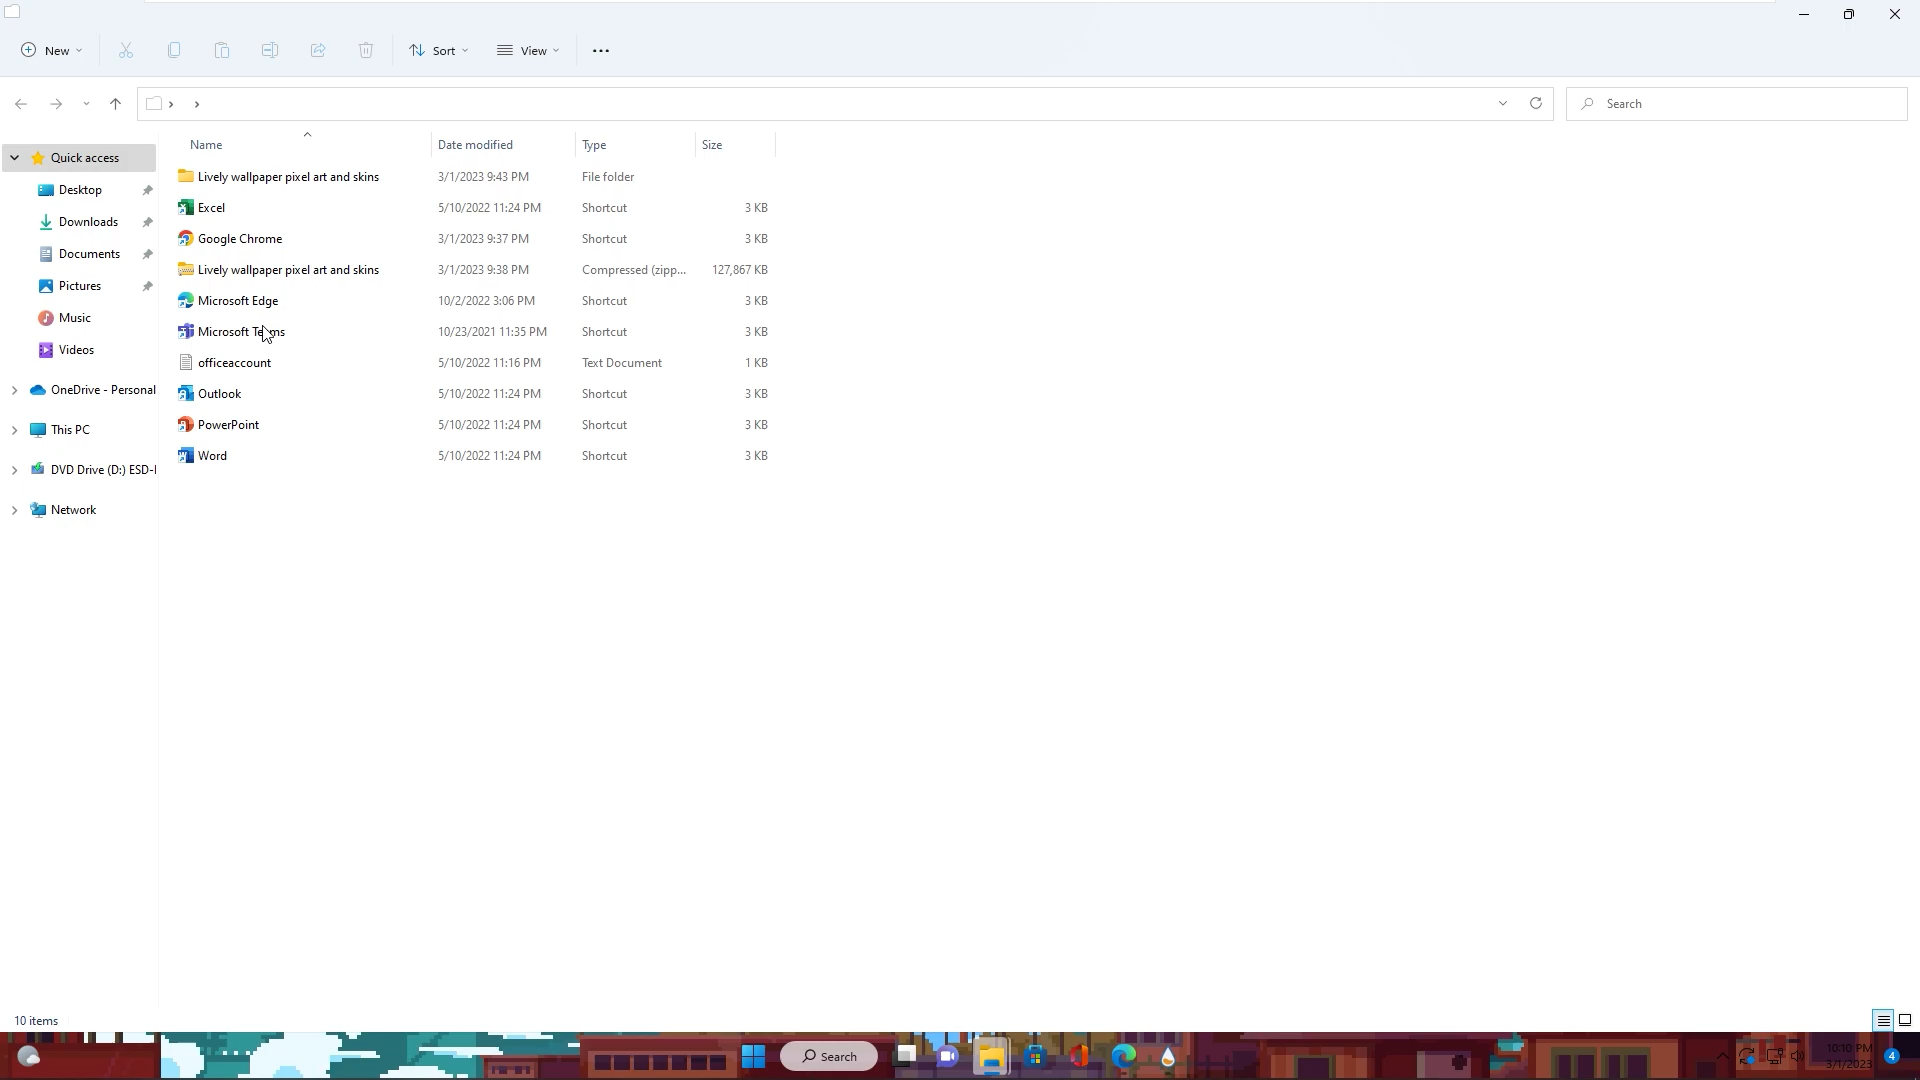 New Sort View
Search
Name Date modified Type Size
Quick access
Desktop
Downloads
Documents
Pictures
Music
Videos
OneDrive - Personal
This PC
DVD Drive (D:) ESD-I
Network
Lively wallpaper pixel art and skins 3/1/2023 9:43 PM File folder
Excel 5/10/2022 11:24 PM Shortcut 3 KB
Google Chrome 3/1/2023 9:37 PM Shortcut 3 KB
Lively wallpaper pixel art and skins 3/1/2023 9:38 PM Compressed (zipp... 127,867 KB
Microsoft Edge 10/2/2022 3:06 PM Shortcut 3 KB
Microsoft Teams 10/23/2021 11:35 PM Shortcut 3 KB
officeaccount 5/10/2022 11:16 PM Text Document 1 KB
Outlook 5/10/2022 11:24 PM Shortcut 3 KB
PowerPoint 5/10/2022 11:24 PM Shortcut 3 KB
Word 5/10/2022 11:24 PM Shortcut 3 KB
10 items
Search
10:10 PM
3/1/2023
4